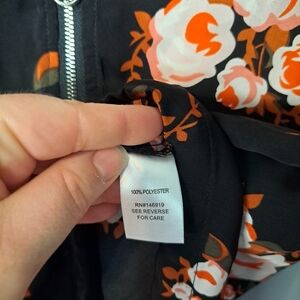 100% POLYESTER
RN#146919
SEE REVERSE
FOR CARE